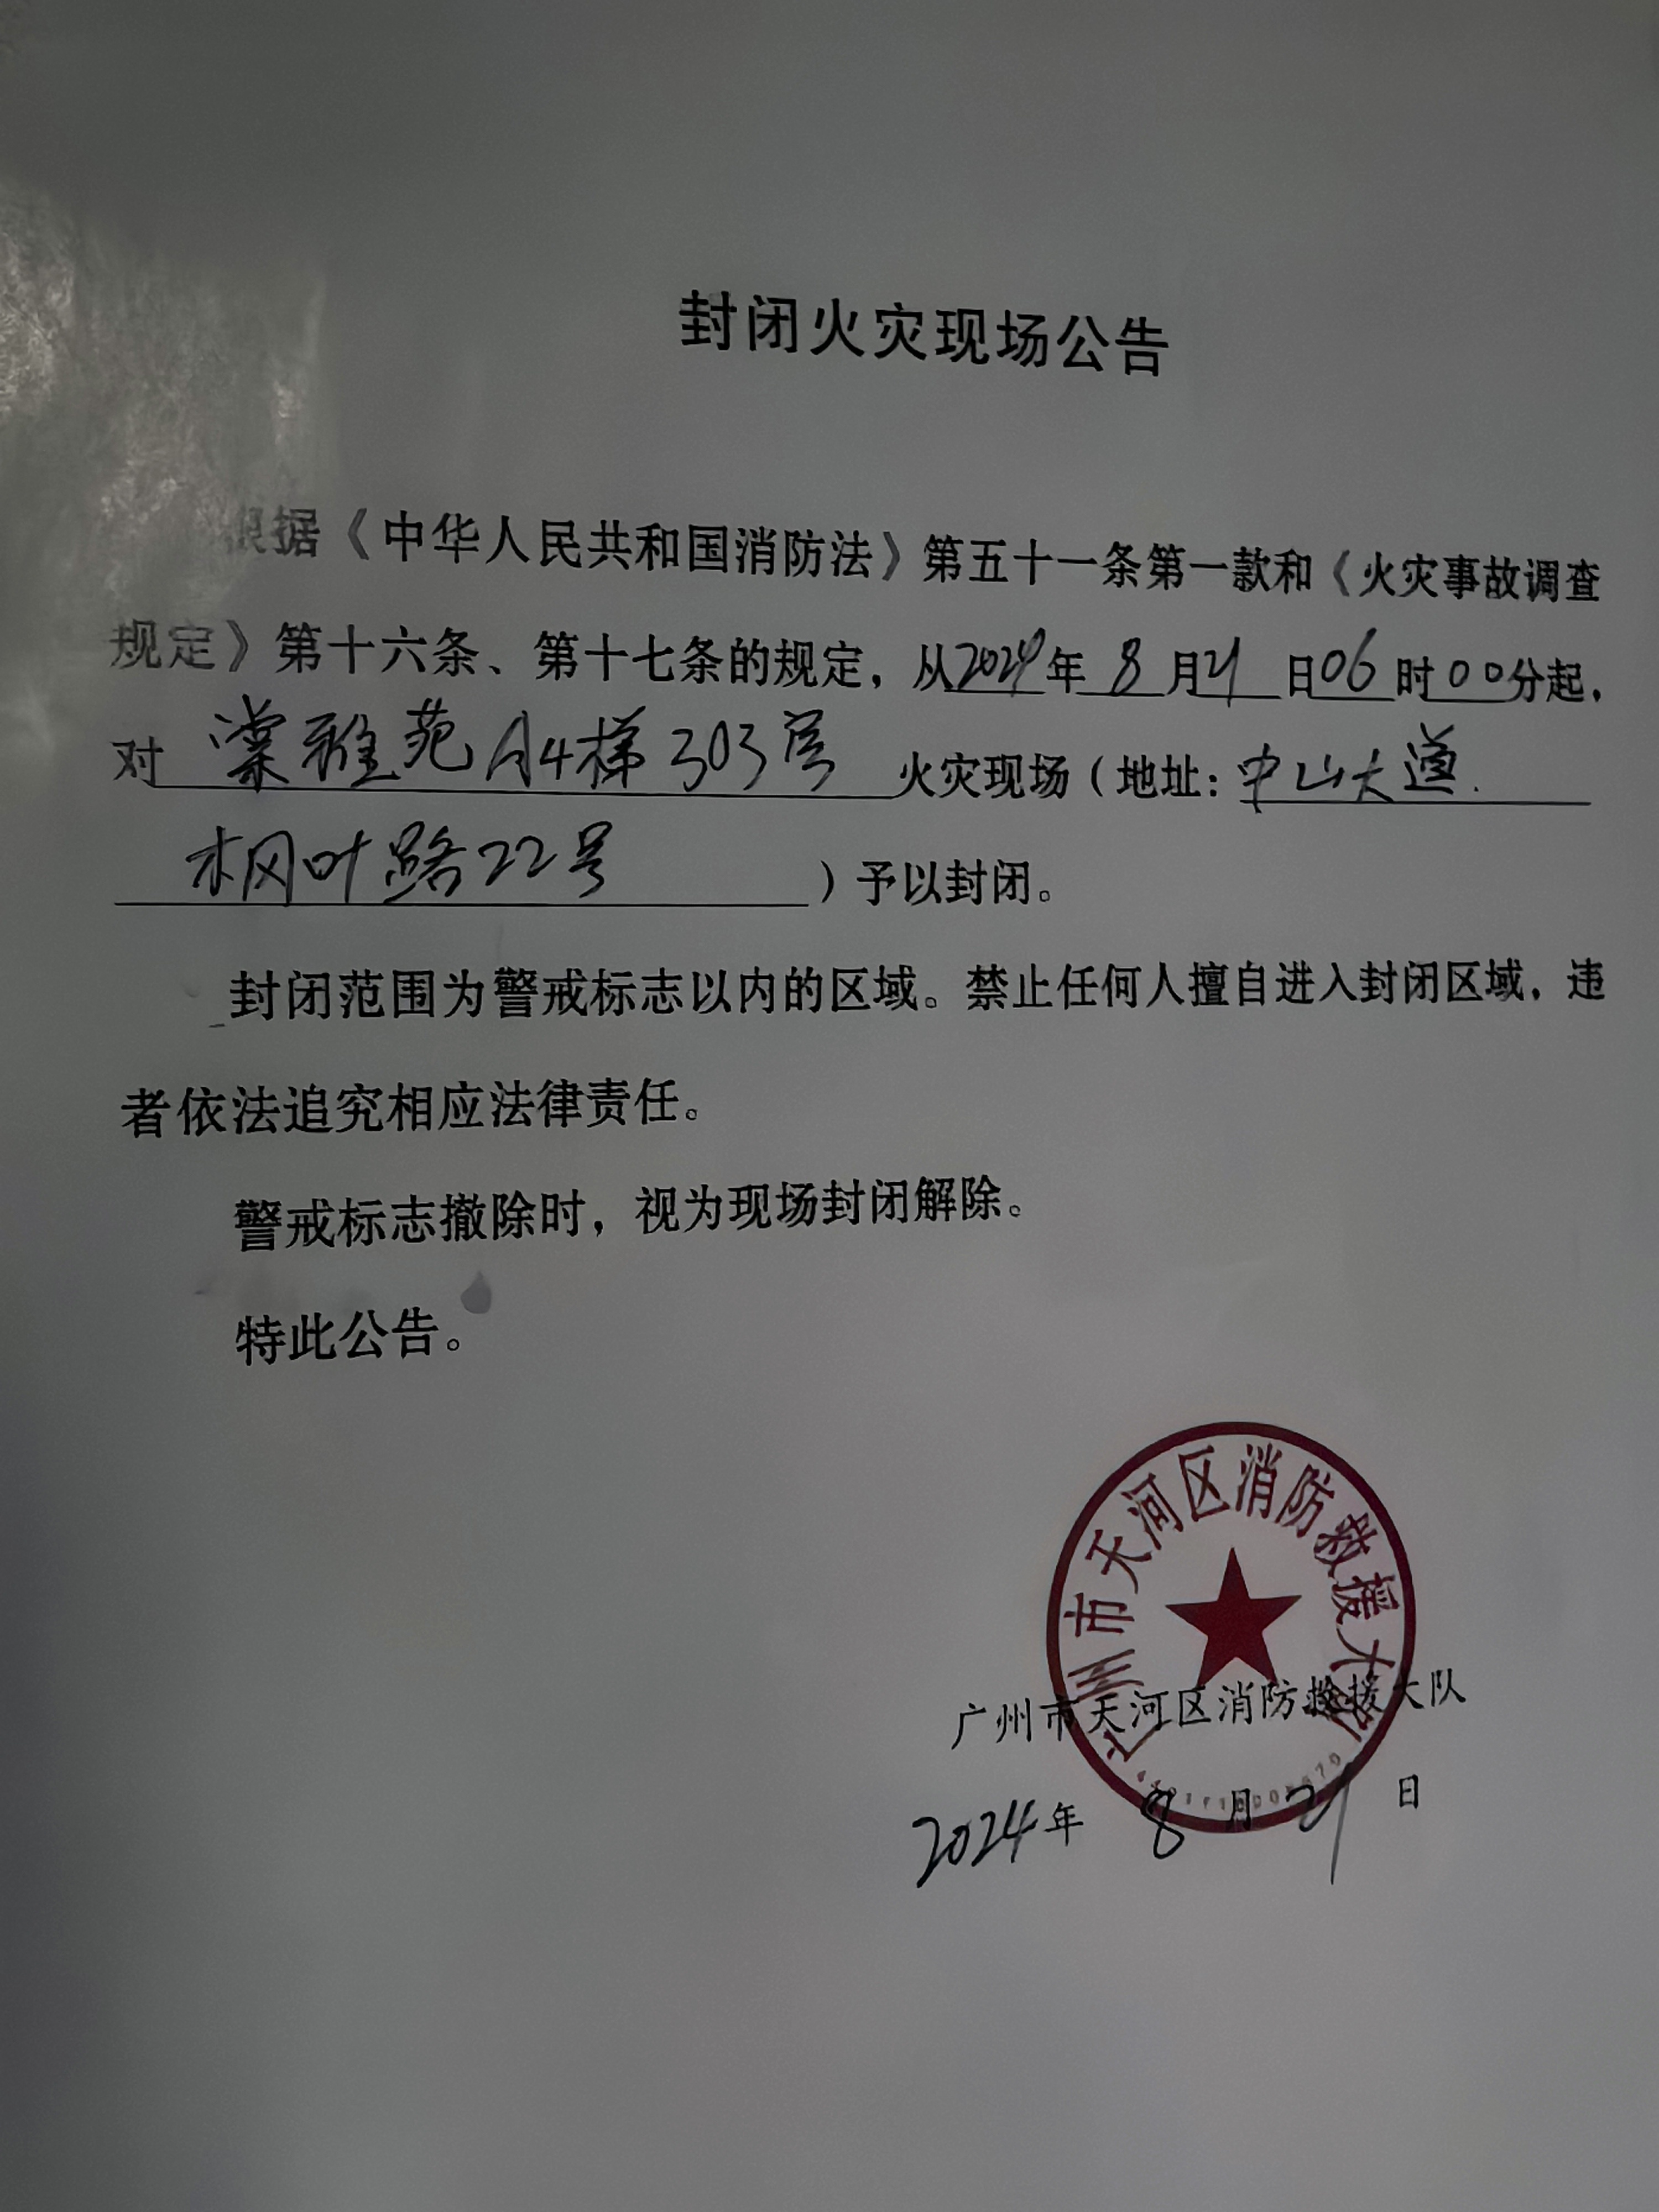 封闭火灾现场公告
根据《中华人民共和国消防法》第五十一条第一款和《火灾事故调查
规定》第十六条、第十七条的规定，从2024年8月21日06时00分起，
对棠雅苑A4梯303房火灾现场（地址：中山大道.
枫叶路22号）予以封闭。
封闭范围为警戒标志以内的区域。禁止任何人擅自进入封闭区域，违
者依法追究相应法律责任。
警戒标志撤除时，视为现场封闭解除。
特此公告。
广州市天河区消防救援大队
广州市天河区消防救援大队
2024年8月21日